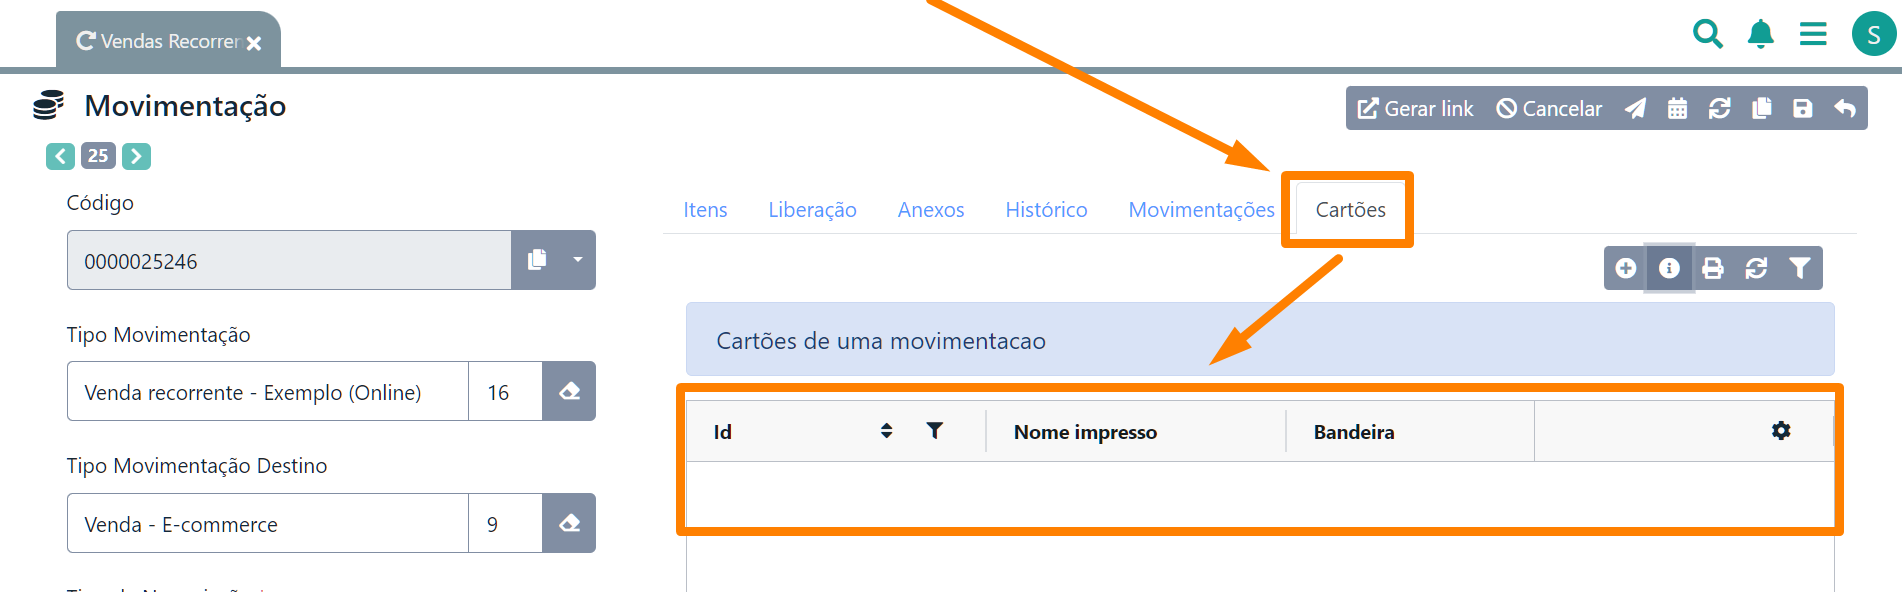 Vendas Recorrer
S
Movimentação
Gerar link
Cancelar
25
Código
0000025246
Tipo Movimentação
Venda recorrente - Exemplo (Online)
16
Tipo Movimentação Destino
Venda - E-commerce
9
Itens
Liberação
Anexos
Histórico
Movimentações
Cartões
Cartões de uma movimentacao
Id
Nome impresso
Bandeira